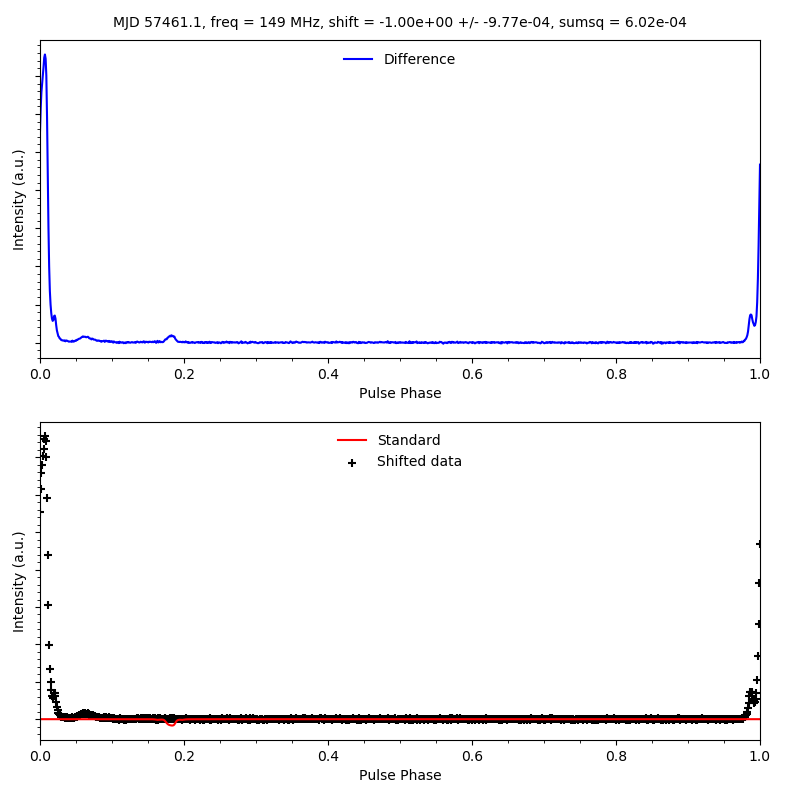 MJD 57461.1, freq = 149 MHz, shift = -1.00e+00 +/- -9.77e-04, sumsq = 6.02e-04
Difference
Intensity (a.u.)
0.0 0.2 0.4 0.6 0.8 1.0
Pulse Phase
Standard
Shifted data
Intensity (a.u.)
0.0 0.2 0.4 0.6 0.8 1.0
Pulse Phase